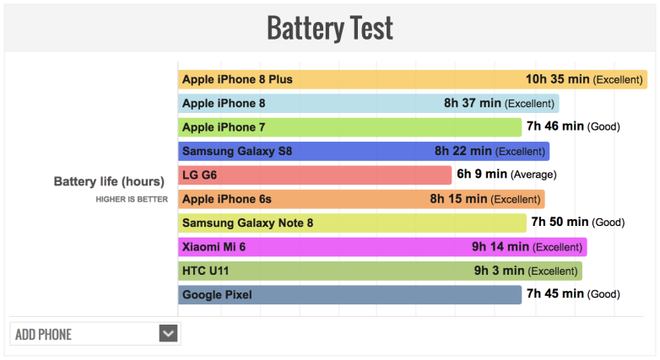 Battery Test
Apple iPhone 8 Plus 10h 35 min (Excellent)
Apple iPhone 8 8h 37 min (Excellent)
Apple iPhone 7 7h 46 min (Good)
Samsung Galaxy S8 8h 22 min (Excellent)
Battery life (hours)
HIGHER IS BETTER
LG G6 6h 9 min (Average)
Apple iPhone 6s 8h 15 min (Excellent)
Samsung Galaxy Note 8 7h 50 min (Good)
Xiaomi Mi 6 9h 14 min (Excellent)
HTC U11 9h 3 min (Excellent)
Google Pixel 7h 45 min (Good)
ADD PHONE